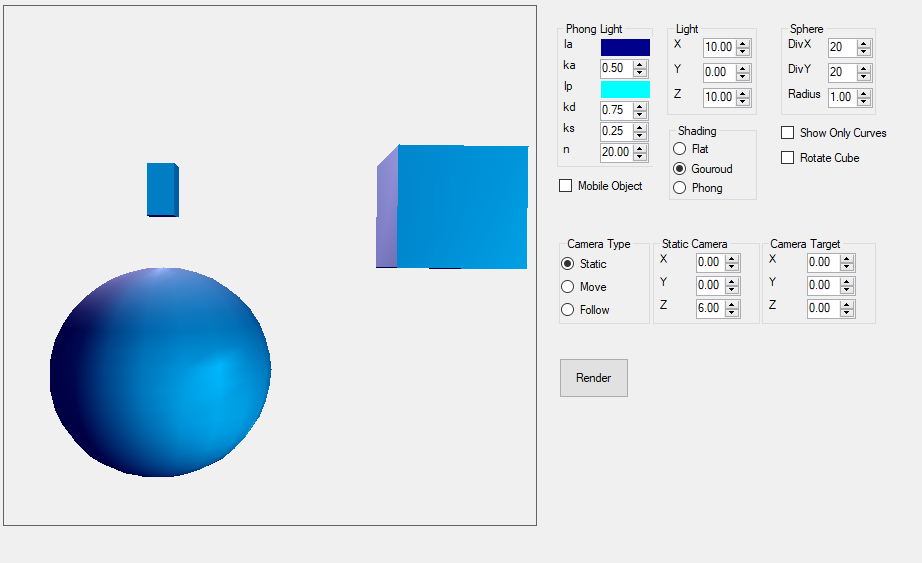 Phong Light
Ia
ka 0.50
Ip
kd 0.75
ks 0.25
n 20.00
Mobile Object
Light
X 10.00
Y 0.00
Z 10.00
Shading
Flat
Gouroud
Phong
Sphere
DivX 20
DivY 20
Radius 1.00
Show Only Curves
Rotate Cube
Camera Type
Static
Move
Follow
Static Camera
X 0.00
Y 0.00
Z 6.00
Camera Target
X 0.00
Y 0.00
Z 0.00
Render